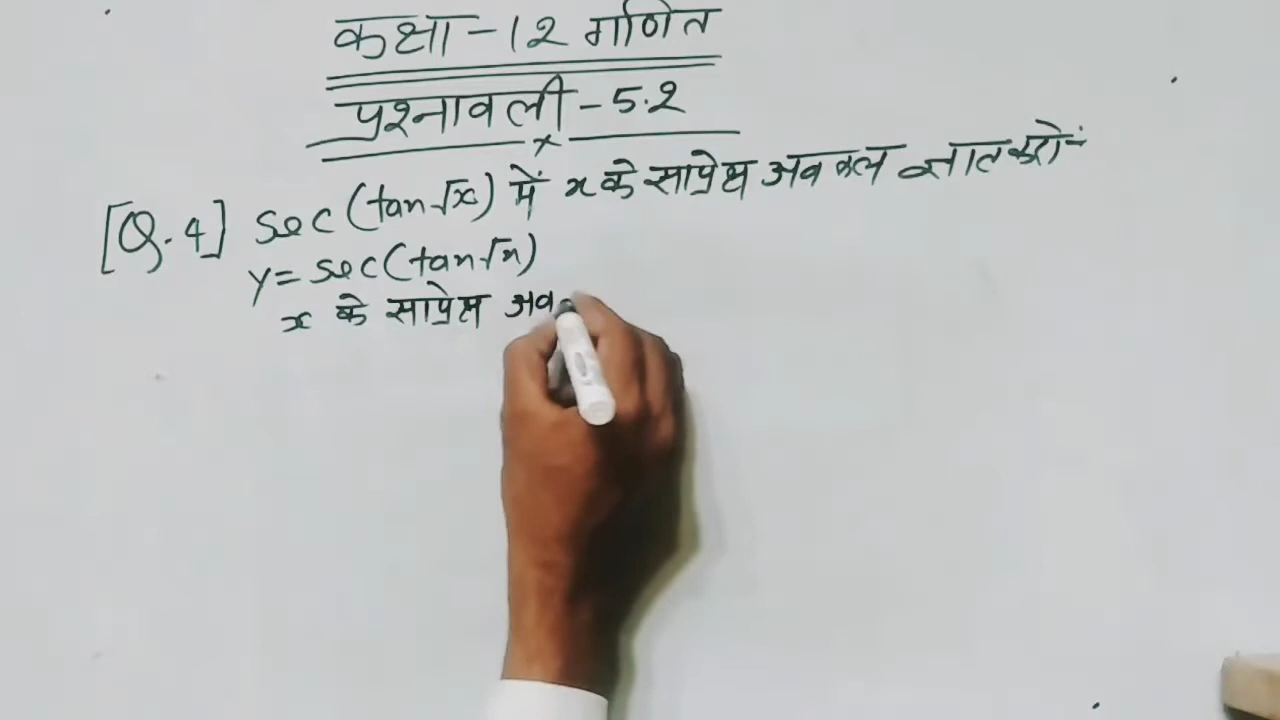 कक्षा-12 गणित
प्रश्नावली-5.2
x
[Q.4] sec(tan√x) में x के सापेक्ष अवकल ज्ञात करो:-
y= sec(tan√x)
x के सापेक्ष अव